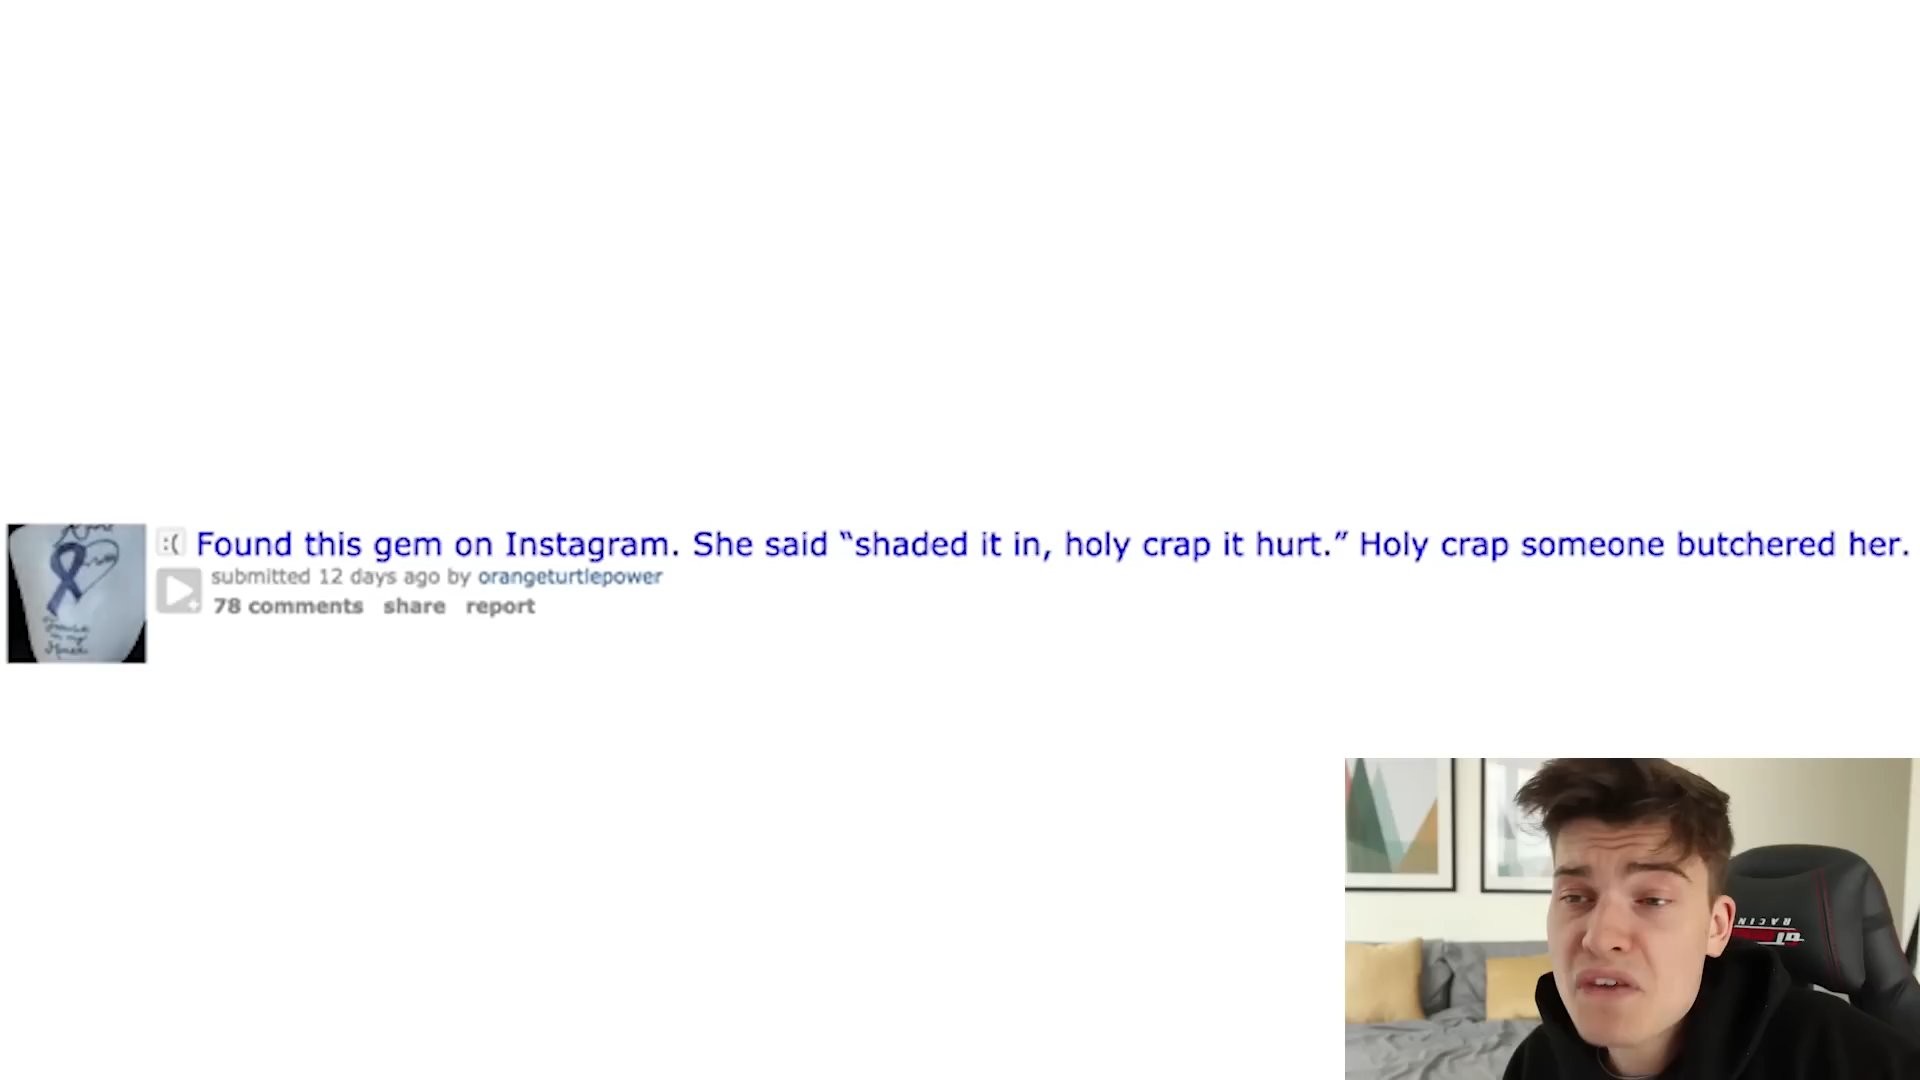 :( Found this gem on Instagram. She said “shaded it in, holy crap it hurt.” Holy crap someone butchered her.
submitted 12 days ago by orangeturtlepower
78 comments share report
RACING